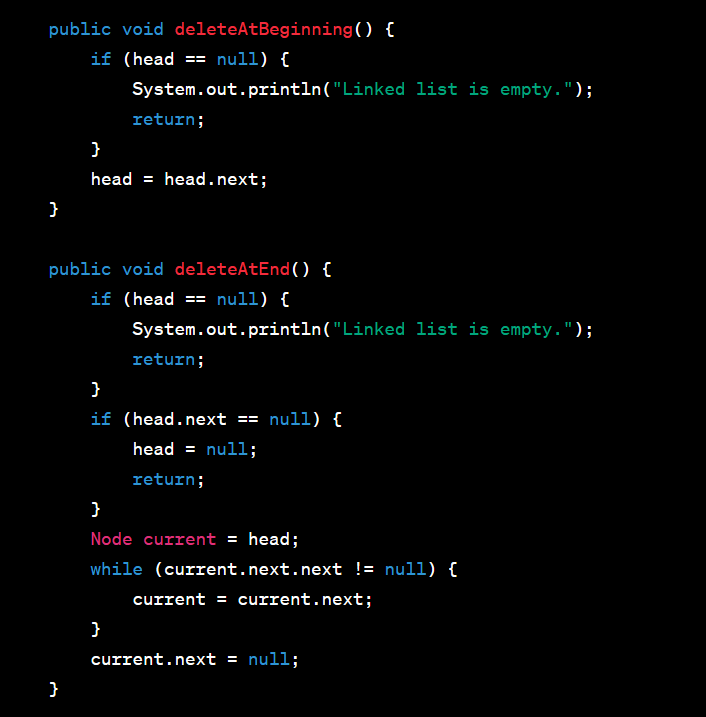 public void deleteAtBeginning() {
    if (head == null) {
        System.out.println("Linked list is empty.");
        return;
    }
    head = head.next;
}

public void deleteAtEnd() {
    if (head == null) {
        System.out.println("Linked list is empty.");
        return;
    }
    if (head.next == null) {
        head = null;
        return;
    }
    Node current = head;
    while (current.next.next != null) {
        current = current.next;
    }
    current.next = null;
}